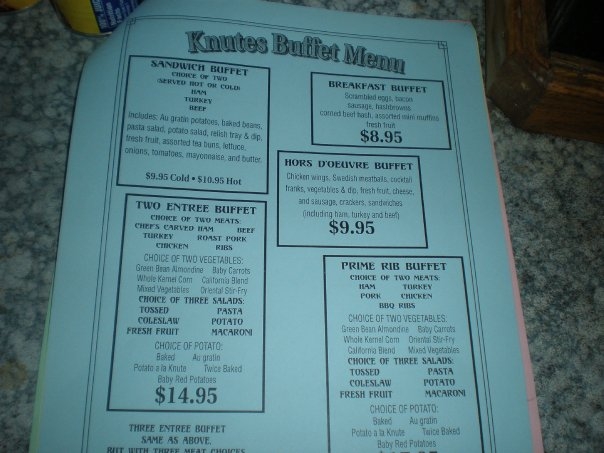 Knutes Buffet Menu
SANDWICH BUFFET
CHOICE OF TWO
(SERVED HOT OR COLD)
HAM
TURKEY
BEEF
Includes: Au gratin potatoes, baked beans,
pasta salad, potato salad, relish tray & dip,
fresh fruit, assorted tea buns, lettuce,
onions, tomatoes, mayonnaise, and butter.
$9.95 Cold • $10.95 Hot
TWO ENTREE BUFFET
CHOICE OF TWO MEATS:
CHEF'S CARVED HAM BEEF
TURKEY ROAST PORK
CHICKEN RIBS
CHOICE OF TWO VEGETABLES:
Green Bean Almondine Baby Carrots
Whole Kernel Corn California Blend
Mixed Vegetables Oriental Stir-Fry
CHOICE OF THREE SALADS:
TOSSED PASTA
COLESLAW POTATO
FRESH FRUIT MACARONI
CHOICE OF POTATO:
Baked Au gratin
Potato a la Knute Twice Baked
Baby Red Potatoes
$14.95
THREE ENTREE BUFFET
SAME AS ABOVE,
BUT WITH THREE MEAT CHOICES
BREAKFAST BUFFET
Scrambled eggs, bacon
sausage, hashbrowns
corned beef hash, assorted mini muffins
fresh fruit
$8.95
HORS D'OEUVRE BUFFET
Chicken wings, Swedish meatballs, cocktail
franks, vegetables & dip, fresh fruit, cheese,
and sausage, crackers, sandwiches
(including ham, turkey and beef)
$9.95
PRIME RIB BUFFET
CHOICE OF TWO MEATS:
HAM TURKEY
PORK CHICKEN
BBQ RIBS
CHOICE OF TWO VEGETABLES:
Green Bean Almondine Baby Carrots
Whole Kernel Corn Oriental Stir-Fry
California Blend Mixed Vegetables
CHOICE OF THREE SALADS:
TOSSED PASTA
COLESLAW POTATO
FRESH FRUIT MACARONI
CHOICE OF POTATO:
Baked Au gratin
Potato a la Knute Twice Baked
Baby Red Potatoes